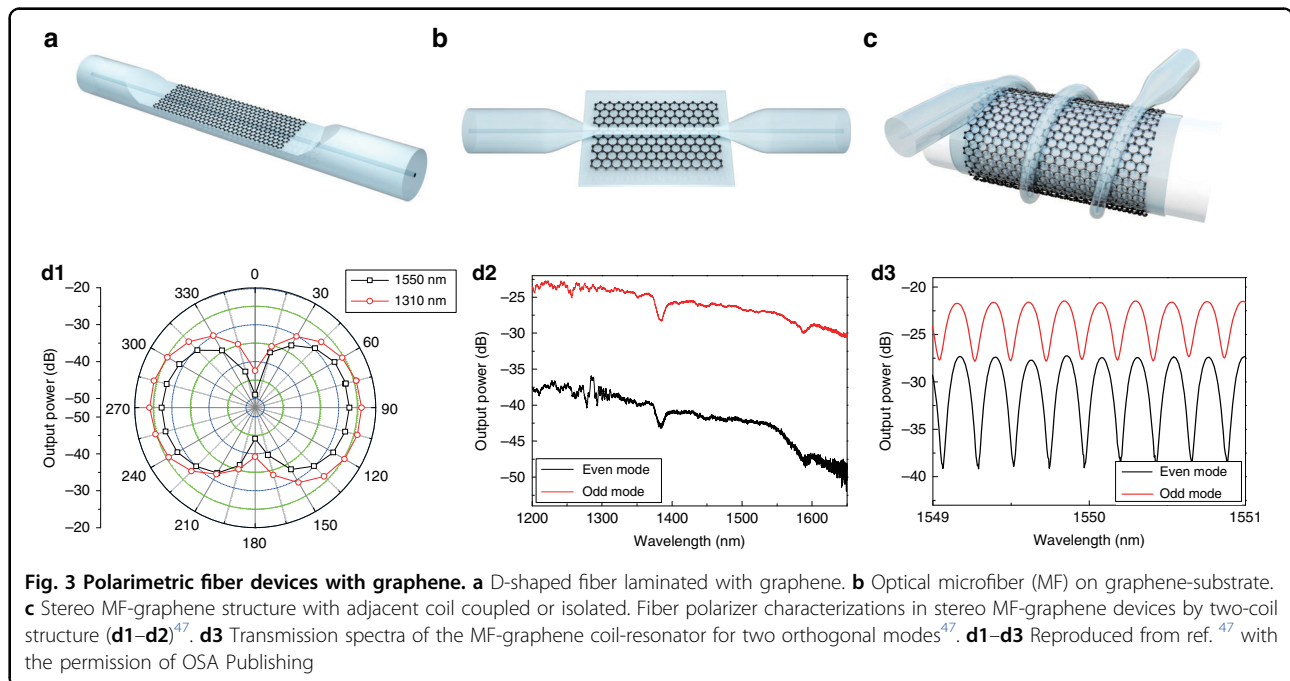 a
b
c
d1
Output power (dB)
–20
–30
–40
–50
–50
–40
–30
–20
0
30
60
90
120
150
180
210
240
270
300
330
1550 nm
1310 nm
d2
Output power (dB)
–25
–30
–35
–40
–45
–50
1200
1300
1400
1500
1600
Wavelength (nm)
Even mode
Odd mode
d3
Output power (dB)
–20
–25
–30
–35
–40
1549
1550
1551
Wavelength (nm)
Even mode
Odd mode
Fig. 3 Polarimetric fiber devices with graphene. a D-shaped fiber laminated with graphene. b Optical microfiber (MF) on graphene-substrate.
c Stereo MF-graphene structure with adjacent coil coupled or isolated. Fiber polarizer characterizations in stereo MF-graphene devices by two-coil
structure (d1–d2)47. d3 Transmission spectra of the MF-graphene coil-resonator for two orthogonal modes47. d1–d3 Reproduced from ref. 47 with
the permission of OSA Publishing